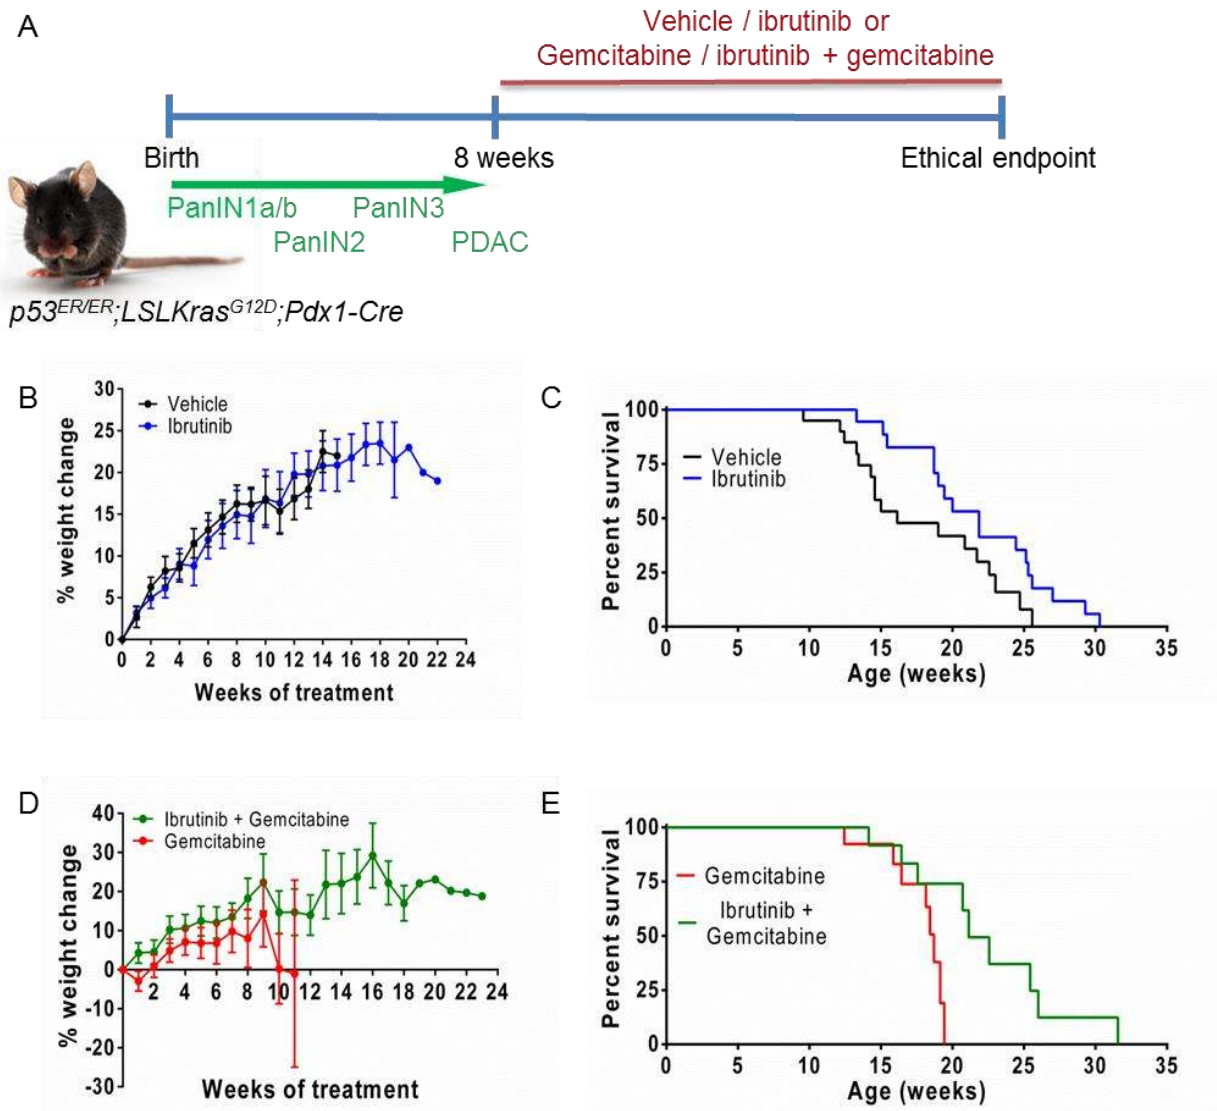 A
Vehicle / ibrutinib or
Gemcitabine / ibrutinib + gemcitabine
Birth
8 weeks
Ethical endpoint
PanIN1a/b
PanIN3
PanIN2
PDAC
p53ER/ER;LSLKrasG12D;Pdx1-Cre
B
30
25
20
15
10
5
0
% weight change
Vehicle
Ibrutinib
0 2 4 6 8 10 12 14 16 18 20 22 24
Weeks of treatment
C
100
75
50
25
0
Percent survival
Vehicle
Ibrutinib
0 5 10 15 20 25 30 35
Age (weeks)
D
40
30
20
10
0
-10
-20
-30
% weight change
Ibrutinib + Gemcitabine
Gemcitabine
2 4 6 8 10 12 14 16 18 20 22 24
Weeks of treatment
E
100
75
50
25
0
Percent survival
Gemcitabine
Ibrutinib +
Gemcitabine
0 5 10 15 20 25 30 35
Age (weeks)